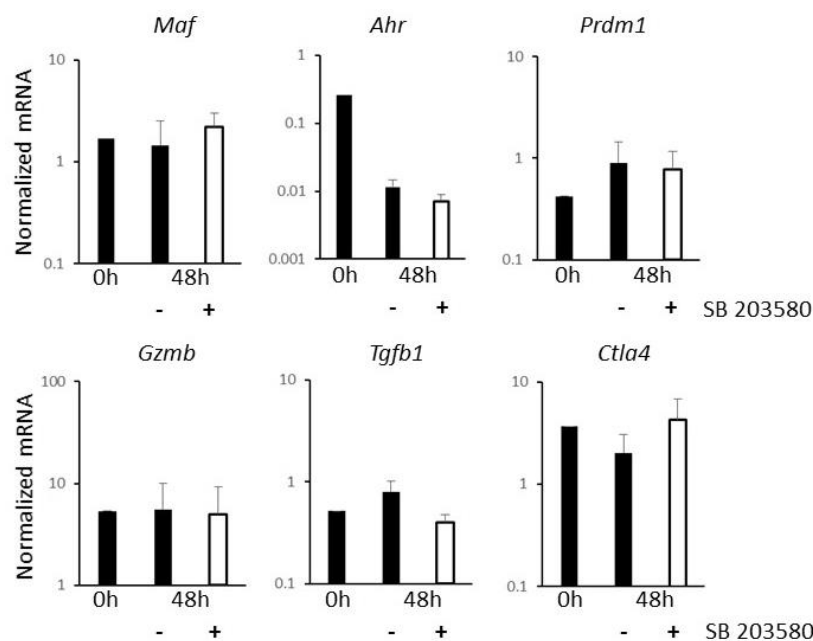 Maf Ahr Prdm1
Normalized mRNA
10
1
0.1
0h 48h
- +
1
0.1
0.01
0.001
0h 48h
- +
10
1
0.1
0h 48h
- + SB 203580
Gzmb Tgfb1 Ctla4
Normalized mRNA
100
10
1
0h 48h
- +
10
1
0.1
0h 48h
- +
10
1
0.1
0h 48h
- + SB 203580